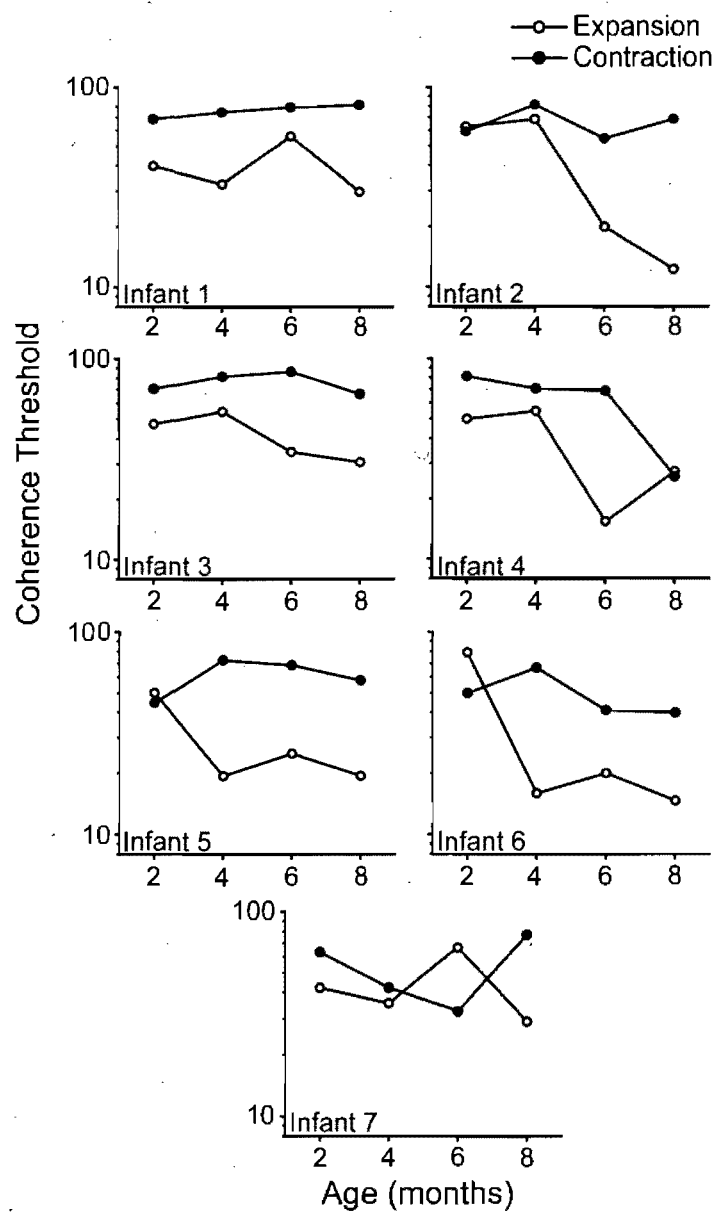 Expansion
Contraction
100
10
Infant 1
2 4 6 8
Infant 2
2 4 6 8
Coherence Threshold
100
10
Infant 3
2 4 6 8
Infant 4
2 4 6 8
100
10
Infant 5
2 4 6 8
Infant 6
2 4 6 8
100
10
Infant 7
2 4 6 8
Age (months)